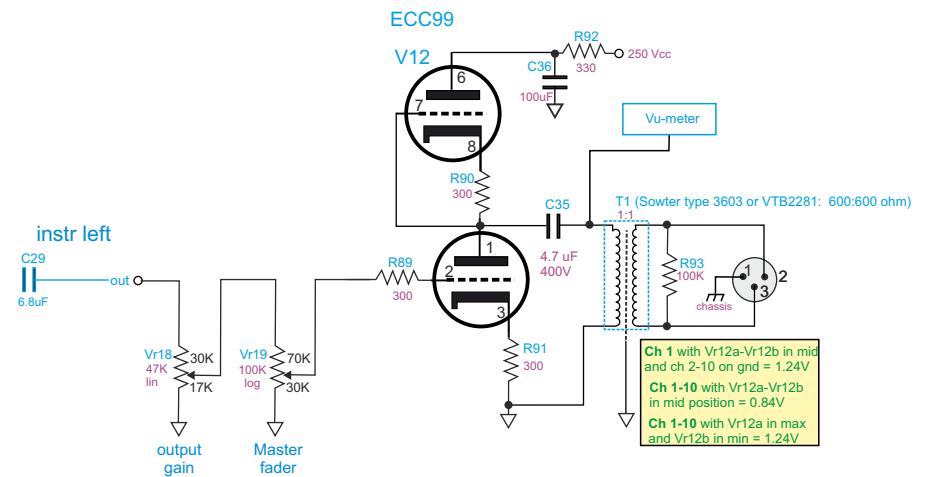 ECC99
V12
R92
330
250 Vcc
C36
100uF
6
7
8
Vu-meter
R90
300
C35
4.7 uF
400V
T1 (Sowter type 3603 or VTB2281: 600:600 ohm)
1:1
instr left
C29
6.8uF
out
R89
300
1
2
3
R93
100K
1
2
3
chassis
R91
300
Vr18
47K
lin
30K
17K
Vr19
100K
log
70K
30K
output
gain
Master
fader
Ch 1 with Vr12a-Vr12b in mid
and ch 2-10 on gnd = 1.24V
Ch 1-10 with Vr12a-Vr12b
in mid position = 0.84V
Ch 1-10 with Vr12a in max
and Vr12b in min = 1.24V